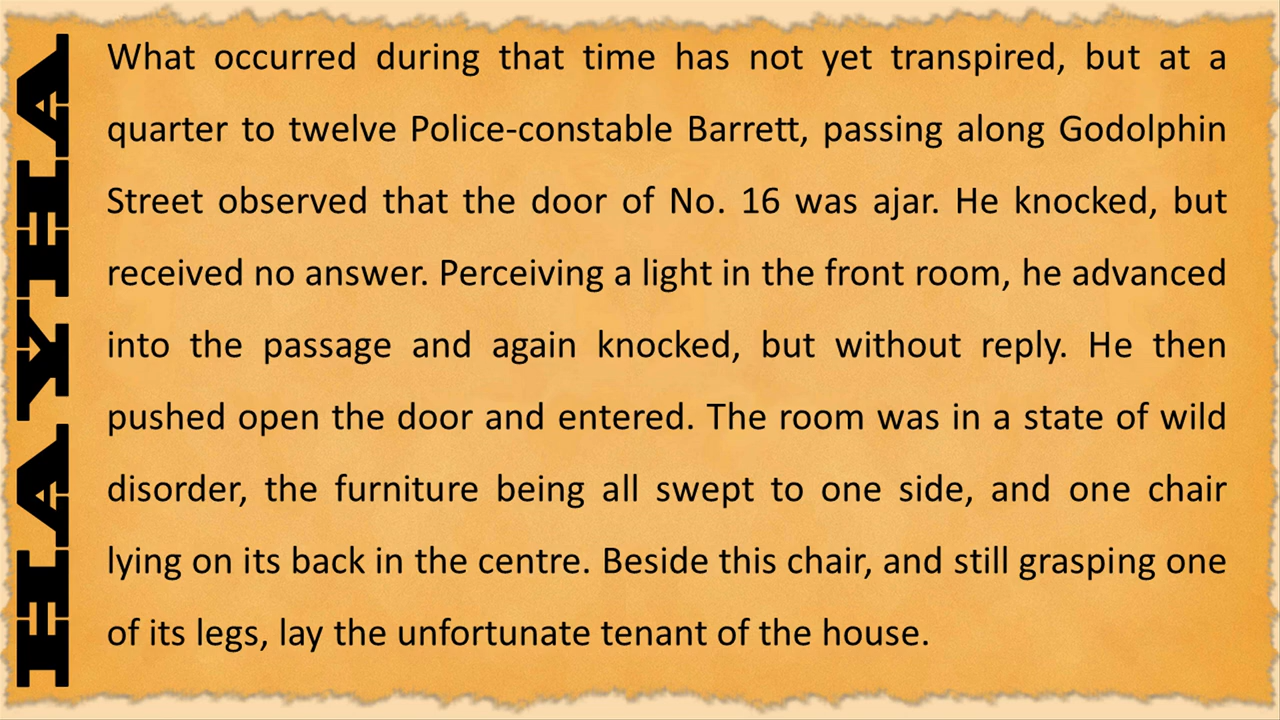 HAYHA
What occurred during that time has not yet transpired, but at a
quarter to twelve Police-constable Barrett, passing along Godolphin
Street observed that the door of No. 16 was ajar. He knocked, but
received no answer. Perceiving a light in the front room, he advanced
into the passage and again knocked, but without reply. He then
pushed open the door and entered. The room was in a state of wild
disorder, the furniture being all swept to one side, and one chair
lying on its back in the centre. Beside this chair, and still grasping one
of its legs, lay the unfortunate tenant of the house.